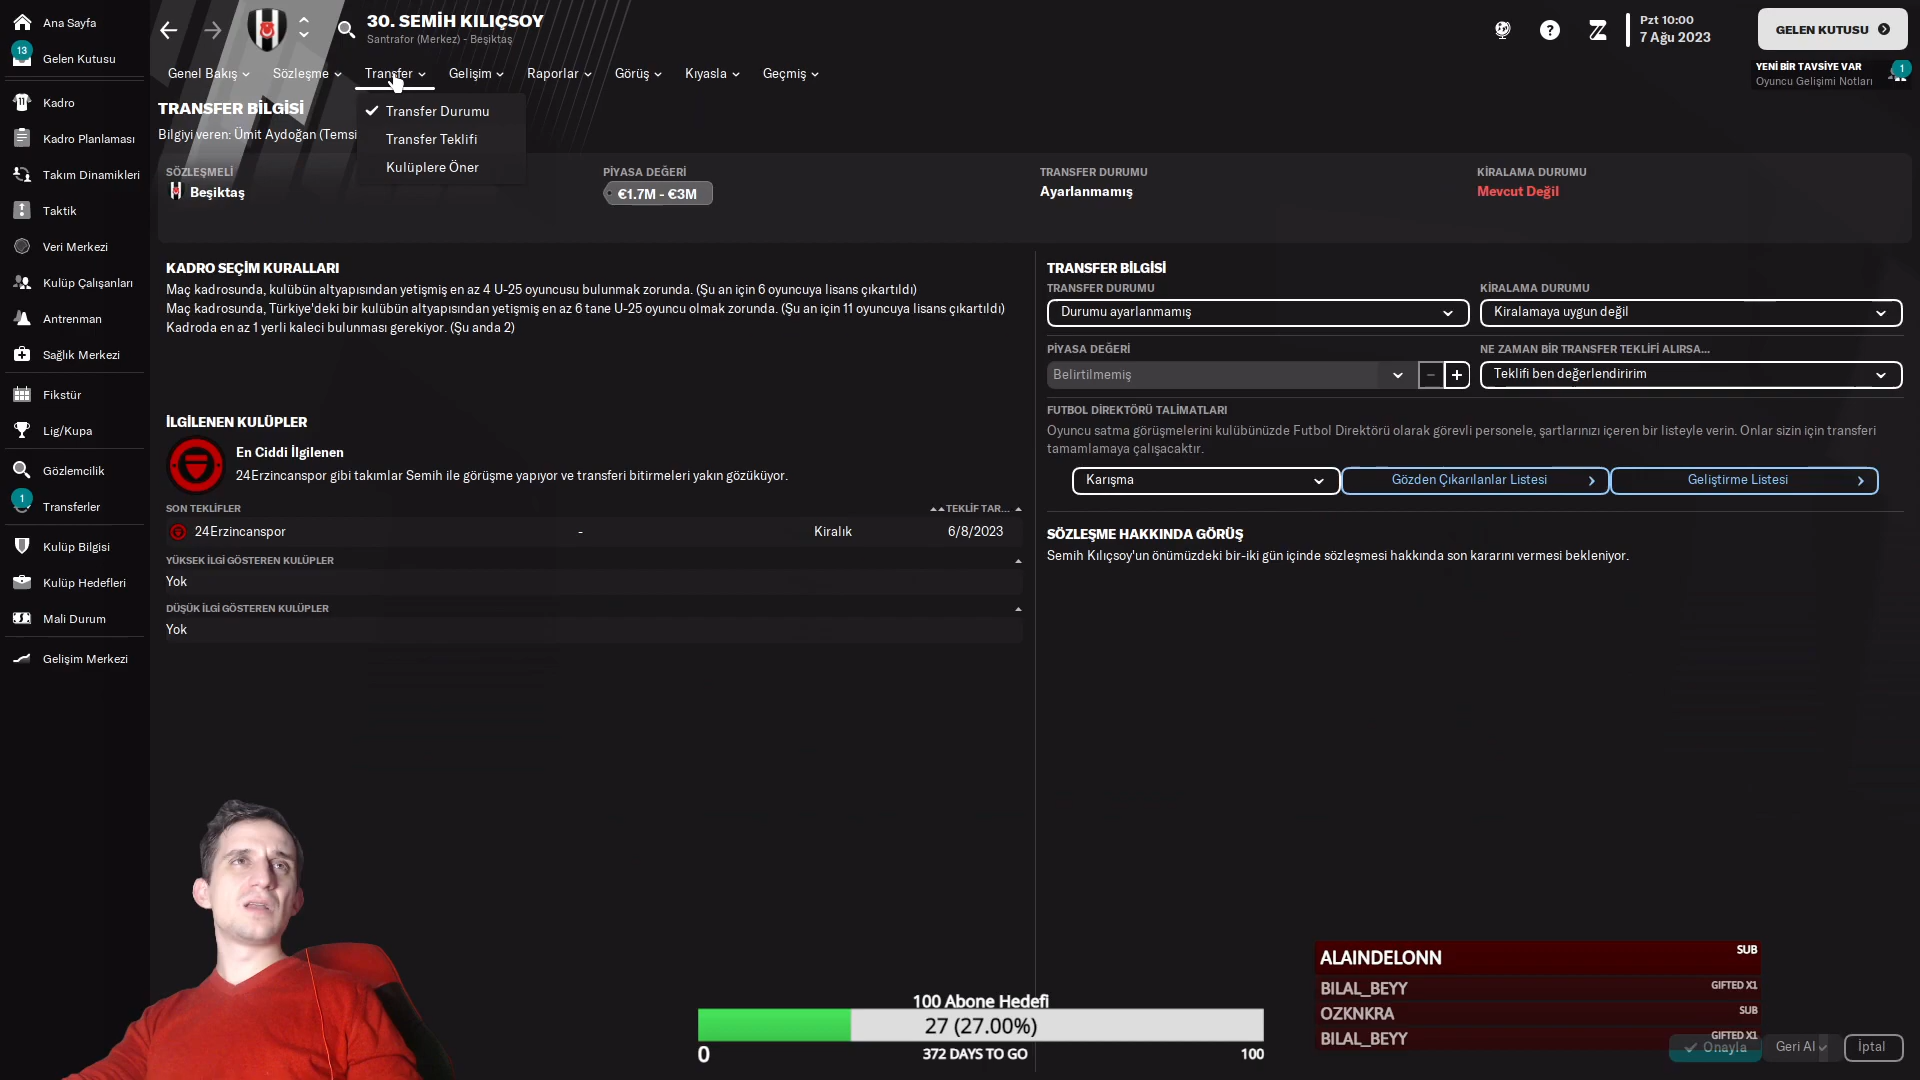 Ana Sayfa
13
Gelen Kutusu
Kadro
Kadro Planlaması
Takım Dinamikleri
Taktik
Veri Merkezi
Kulüp Çalışanları
Antrenman
Sağlık Merkezi
Fikstür
Lig/Kupa
Gözlemcilik
1
Transferler
Kulüp Bilgisi
Kulüp Hedefleri
Mali Durum
Gelişim Merkezi
30. SEMİH KILIÇSOY
Santrafor (Merkez) - Beşiktaş
Pzt 10:00
7 Ağu 2023
GELEN KUTUSU
YENİ BİR TAVSİYE VAR
1
Oyuncu Gelişimi Notları
Genel Bakış Sözleşme Transfer Gelişim Raporlar Görüş Kıyasla Geçmiş
Transfer Durumu
Transfer Teklifi
Kulüplere Öner
TRANSFER BİLGİSİ
Bilgiyi veren: Ümit Aydoğan (Temsi
SÖZLEŞMELİ
Beşiktaş
PİYASA DEĞERİ
€1.7M - €3M
TRANSFER DURUMU
Ayarlanmamış
KİRALAMA DURUMU
Mevcut Değil
KADRO SEÇİM KURALLARI
Maç kadrosunda, kulübün altyapısından yetişmiş en az 4 U-25 oyuncusu bulunmak zorunda. (Şu an için 6 oyuncuya lisans çıkartıldı)
Maç kadrosunda, Türkiye'deki bir kulübün altyapısından yetişmiş en az 6 tane U-25 oyuncu olmak zorunda. (Şu an için 11 oyuncuya lisans çıkartıldı)
Kadroda en az 1 yerli kaleci bulunması gerekiyor. (Şu anda 2)
İLGİLENEN KULÜPLER
En Ciddi İlgilenen
24Erzincanspor gibi takımlar Semih ile görüşme yapıyor ve transferi bitirmeleri yakın gözüküyor.
SON TEKLİFLER TEKLİF TAR...
24Erzincanspor - Kiralık 6/8/2023
YÜKSEK İLGİ GÖSTEREN KULÜPLER
Yok
DÜŞÜK İLGİ GÖSTEREN KULÜPLER
Yok
TRANSFER BİLGİSİ
TRANSFER DURUMU
Durumu ayarlanmamış
KİRALAMA DURUMU
Kiralamaya uygun değil
PİYASA DEĞERİ
Belirtilmemiş
NE ZAMAN BİR TRANSFER TEKLİFİ ALIRSA...
Teklifi ben değerlendiririm
FUTBOL DİREKTÖRÜ TALİMATLARI
Oyuncu satma görüşmelerini kulübünüzde Futbol Direktörü olarak görevli personele, şartlarınızı içeren bir listeyle verin. Onlar sizin için transferi
tamamlamaya çalışacaktır.
Karışma
Gözden Çıkarılanlar Listesi
Geliştirme Listesi
SÖZLEŞME HAKKINDA GÖRÜŞ
Semih Kılıçsoy'un önümüzdeki bir-iki gün içinde sözleşmesi hakkında son kararını vermesi bekleniyor.
100 Abone Hedefi
27 (27.00%)
0 372 DAYS TO GO 100
ALAINDELONN SUB
BILAL_BEYY GIFTED X1
OZKNKRA SUB
BILAL_BEYY GIFTED X1
Onayla Geri Al İptal